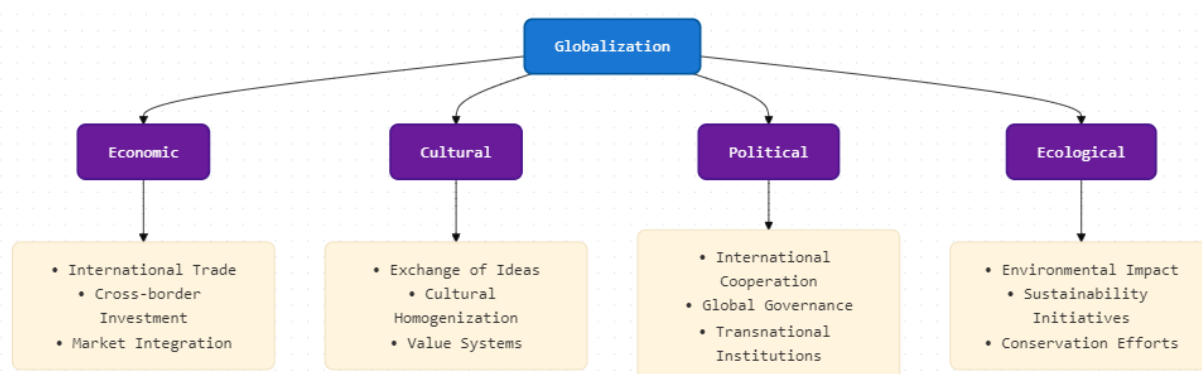 Globalization
Economic
Cultural
Political
Ecological
• International Trade
• Cross-border
Investment
• Market Integration
• Exchange of Ideas
• Cultural
Homogenization
• Value Systems
• International
Cooperation
• Global Governance
• Transnational
Institutions
• Environmental Impact
• Sustainability
Initiatives
• Conservation Efforts